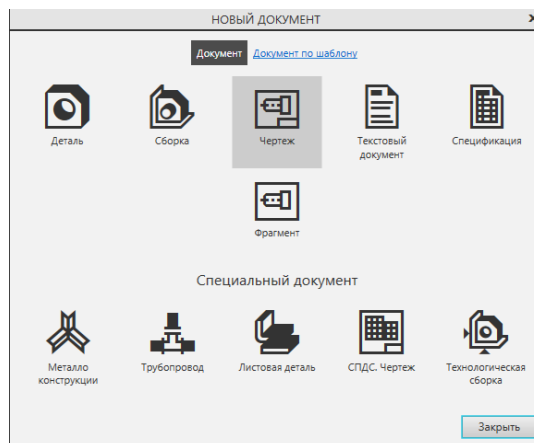 НОВЫЙ ДОКУМЕНТ
Документ Документ по шаблону
Деталь Сборка Чертеж Текстовый документ Спецификация
Фрагмент
Специальный документ
Металло конструкции Трубопровод Листовая деталь СПДС. Чертеж Технологическая сборка
Закрыть